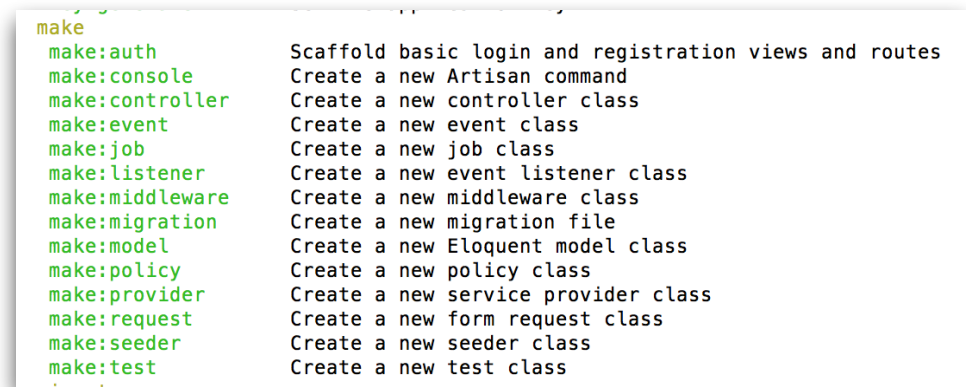 make
make:auth Scaffold basic login and registration views and routes
make:console Create a new Artisan command
make:controller Create a new controller class
make:event Create a new event class
make:job Create a new job class
make:listener Create a new event listener class
make:middleware Create a new middleware class
make:migration Create a new migration file
make:model Create a new Eloquent model class
make:policy Create a new policy class
make:provider Create a new service provider class
make:request Create a new form request class
make:seeder Create a new seeder class
make:test Create a new test class